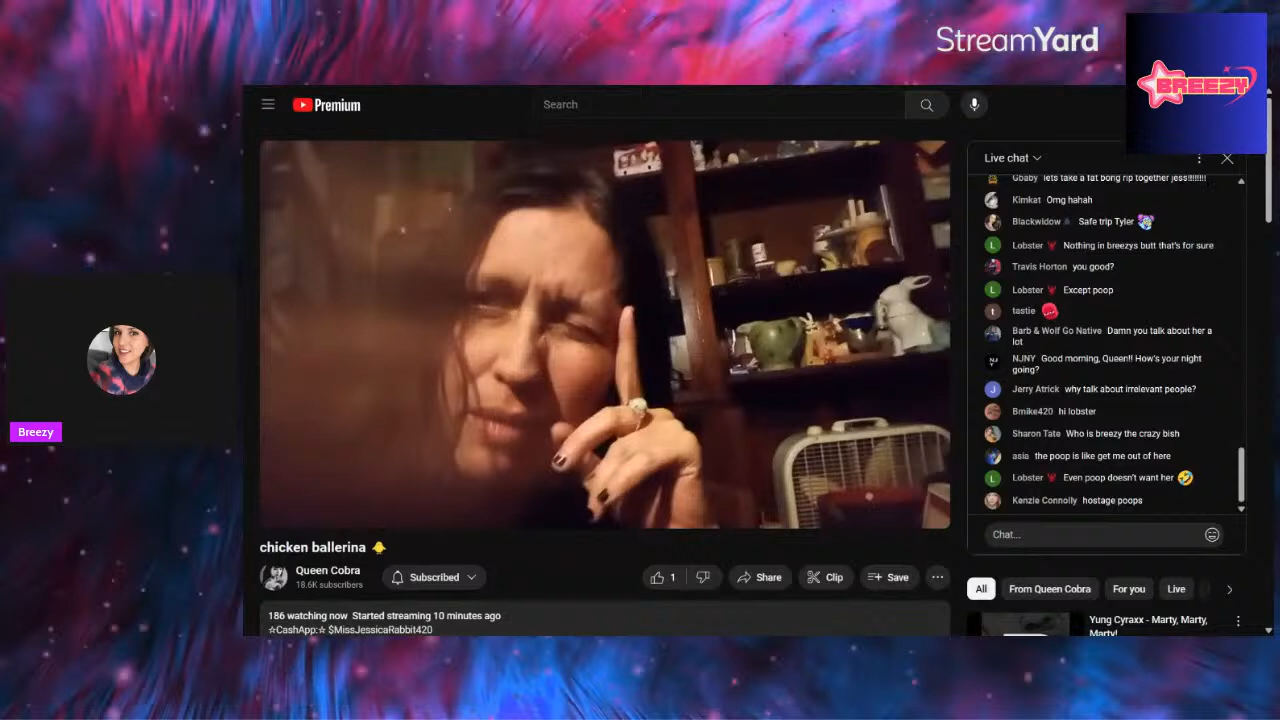 StreamYard
BREEZY
Premium
Search
Live chat
Gbaby lets take a fat bong rip together jess!!!!!!!!
Kimkat Omg hahah
Blackwidow Safe trip Tyler
Lobster Nothing in breezys butt that's for sure
Travis Horton you good?
Lobster Except poop
tastie
Barb & Wolf Go Native Damn you talk about her a
lot
NJNY Good morning, Queen!! How's your night
going?
Jerry Atrick why talk about irrelevant people?
Bmike420 hi lobster
Sharon Tate Who is breezy the crazy bish
asia the poop is like get me out of here
Lobster Even poop doesn't want her
Kenzie Connolly hostage poops
Chat...
Breezy
chicken ballerina
Queen Cobra
18.6K subscribers
Subscribed
1
Share
Clip
Save
All
From Queen Cobra
For you
Live
186 watching now Started streaming 10 minutes ago
☆CashApp:☆ $MissJessicaRabbit420
Yung Cyraxx - Marty, Marty,
Marty!